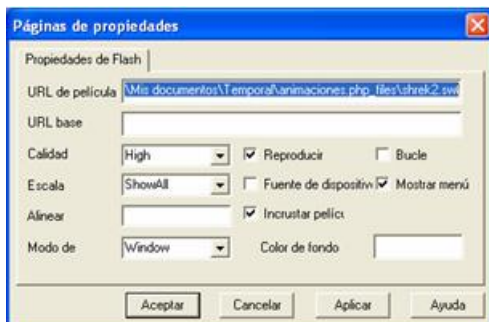 Páginas de propiedades
Propiedades de Flash
URL de película \Mis documentos\Temporal\animaciones.php_files\shrek2.sw
URL base
Calidad High Reproducir Bucle
Escala ShowAll Fuente de dispositiv Mostrar menú
Alinear Incrustar pelícu
Modo de Window Color de fondo
Aceptar Cancelar Aplicar Ayuda